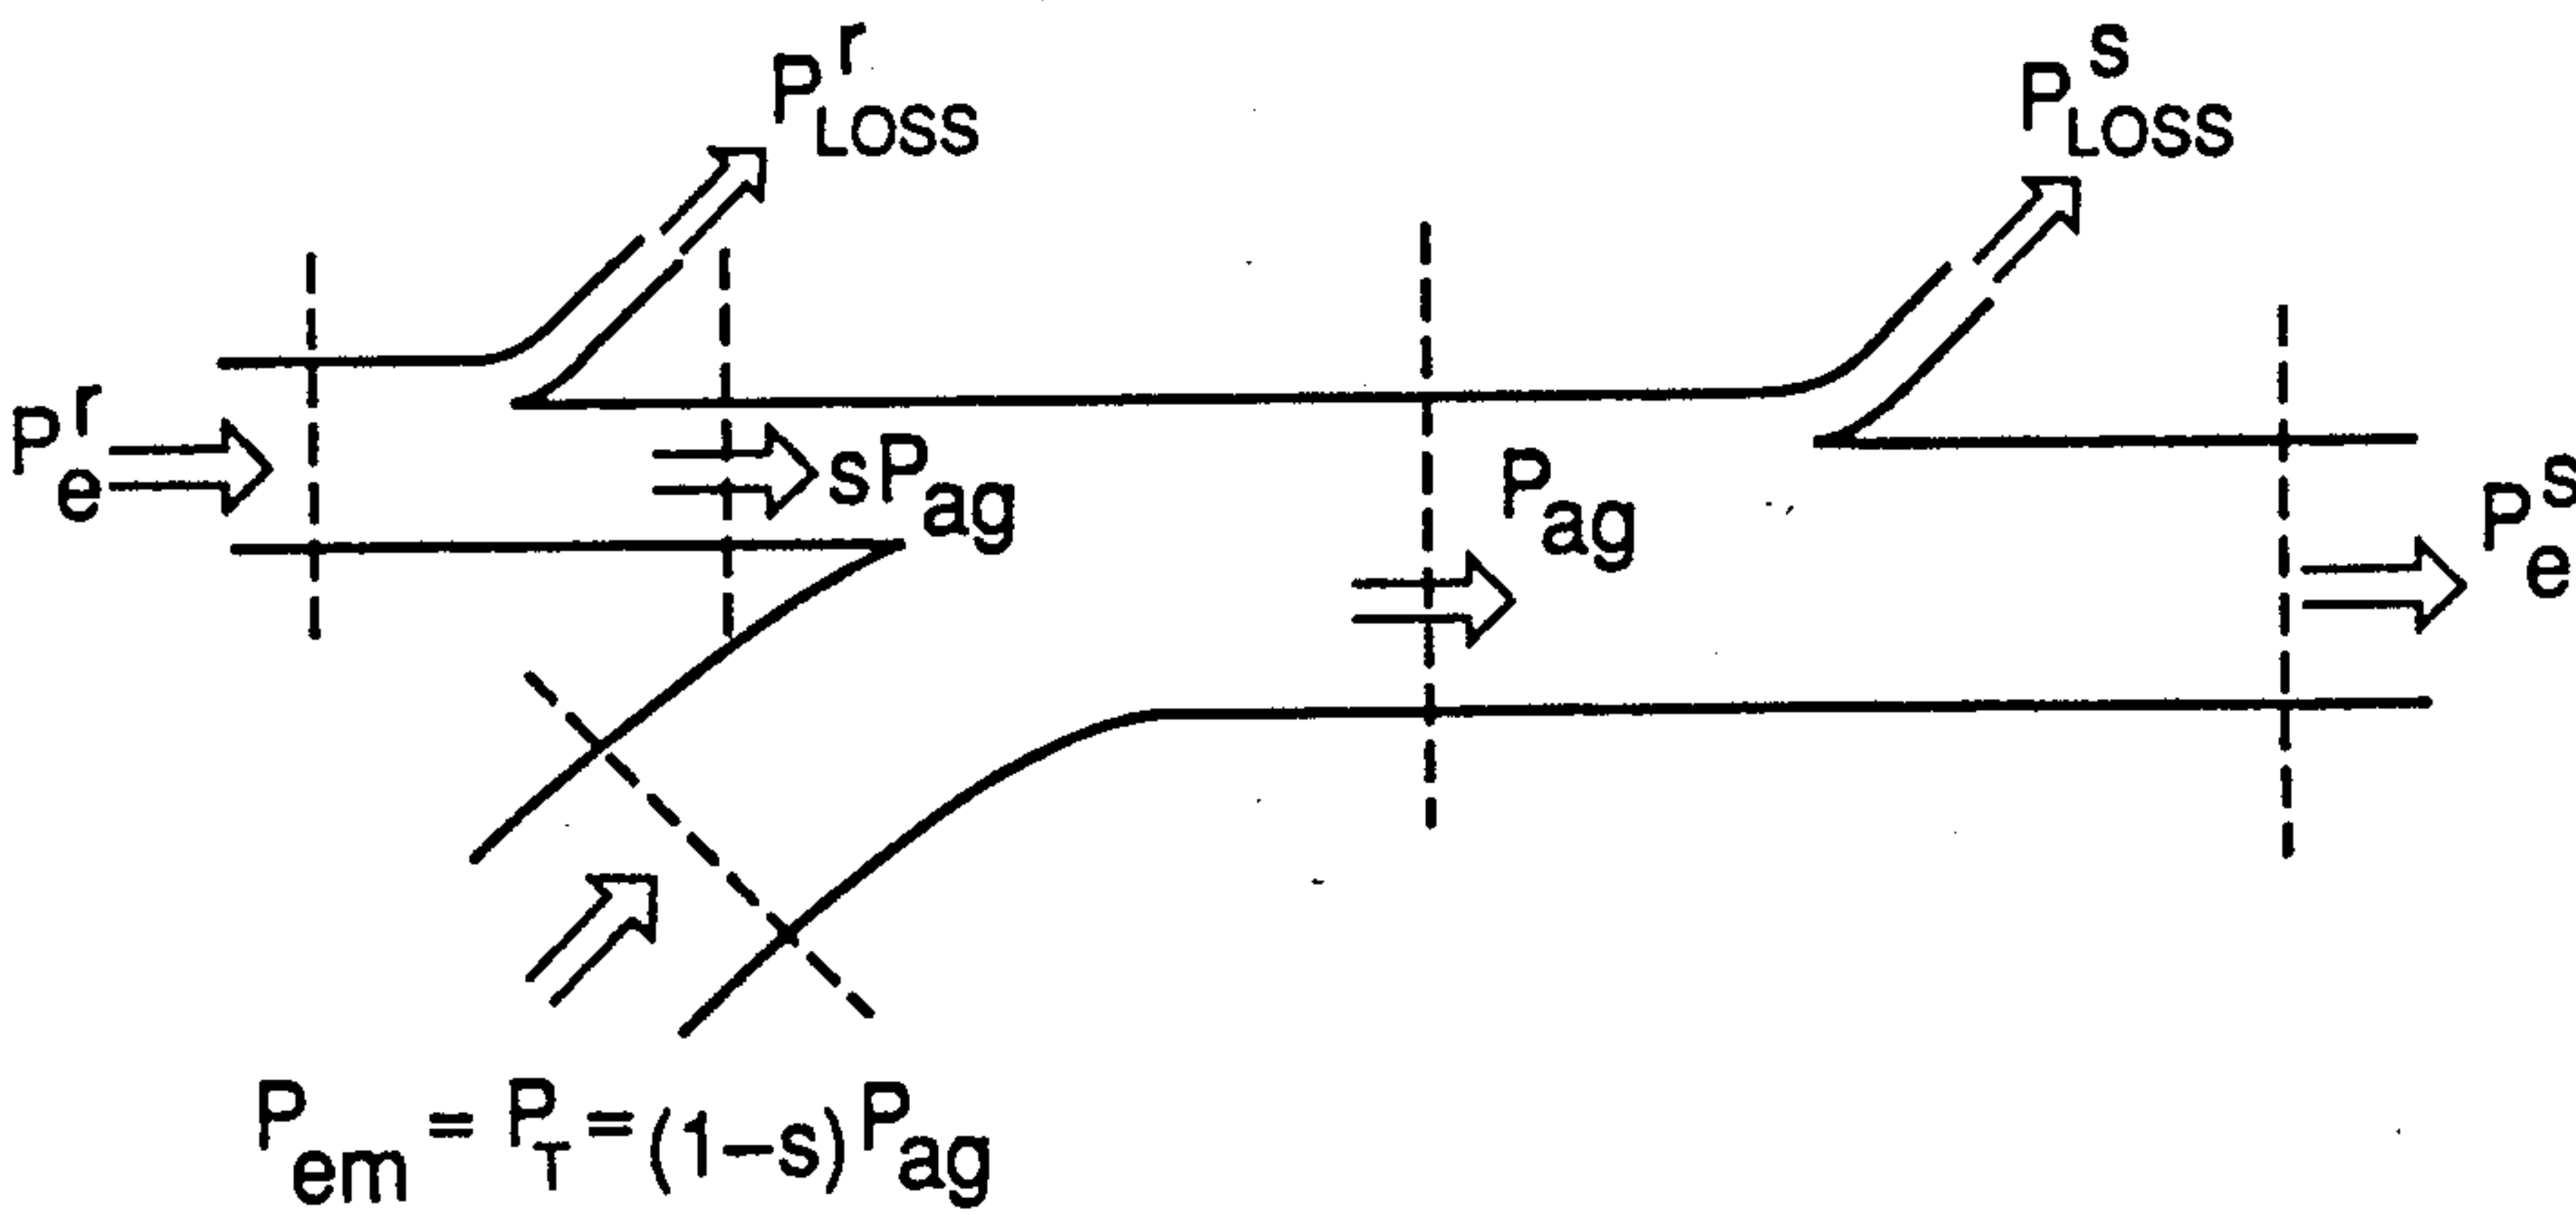 P^r_LOSS
P^s_LOSS
P^r_e
sP_ag
P_ag
P^s_e
P_em = P_T = (1-s) P_ag